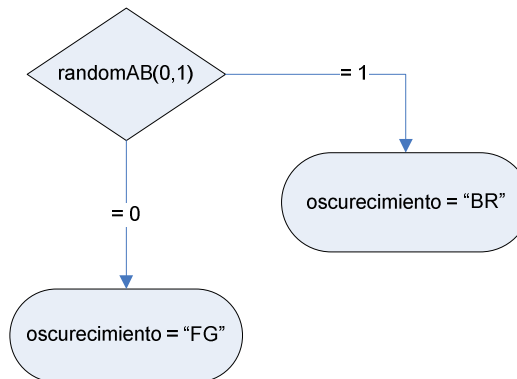 randomAB(0,1)
= 1
oscurecimiento = “BR”
= 0
oscurecimiento = “FG”